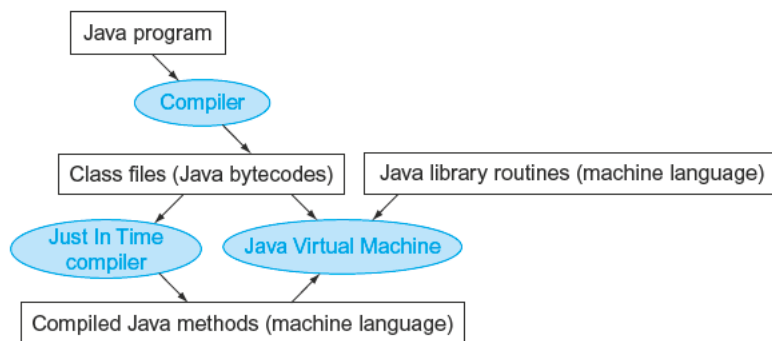 Java program
Compiler
Class files (Java bytecodes)
Java library routines (machine language)
Just In Time
compiler
Java Virtual Machine
Compiled Java methods (machine language)